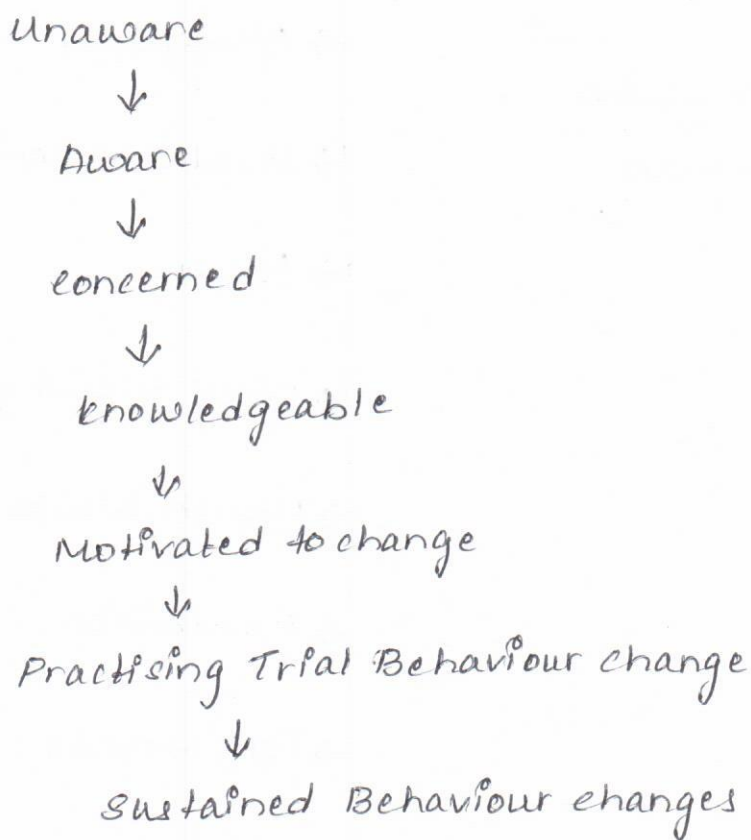 Unaware
↓
Aware
↓
concerned
↓
knowledgeable
↓
Motivated to change
↓
Practising Trial Behaviour change
↓
Sustained Behaviour changes